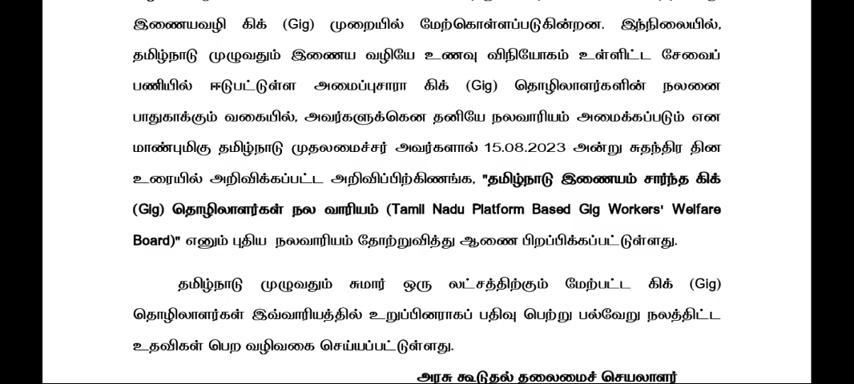 இணையவழி கிக் (Gig) முறையில் மேற்கொள்ளப்படுகின்றன. இந்நிலையில்,
தமிழ்நாடு முழுவதும் இணைய வழியே உணவு விநியோகம் உள்ளிட்ட சேவைப்
பணியில் ஈடுபட்டுள்ள அமைப்புசாரா கிக் (Gig) தொழிலாளர்களின் நலனை
பாதுகாக்கும் வகையில், அவர்களுக்கென தனியே நலவாரியம் அமைக்கப்படும் என
மாண்புமிகு தமிழ்நாடு முதலமைச்சர் அவர்களால் 15.08.2023 அன்று சுதந்திர தின
உரையில் அறிவிக்கப்பட்ட அறிவிப்பிற்கிணங்க, "தமிழ்நாடு இணையம் சார்ந்த கிக்
(Gig) தொழிலாளர்கள் நல வாரியம் (Tamil Nadu Platform Based Gig Workers' Welfare
Board)" எனும் புதிய நலவாரியம் தோற்றுவித்து ஆணை பிறப்பிக்கப்பட்டுள்ளது.
தமிழ்நாடு முழுவதும் சுமார் ஒரு லட்சத்திற்கும் மேற்பட்ட கிக் (Gig)
தொழிலாளர்கள் இவ்வாரியத்தில் உறுப்பினராகப் பதிவு பெற்று பல்வேறு நலத்திட்ட
உதவிகள் பெற வழிவகை செய்யப்பட்டுள்ளது.
அரசு கூடுதல் தலைமைச் செயலாளர்